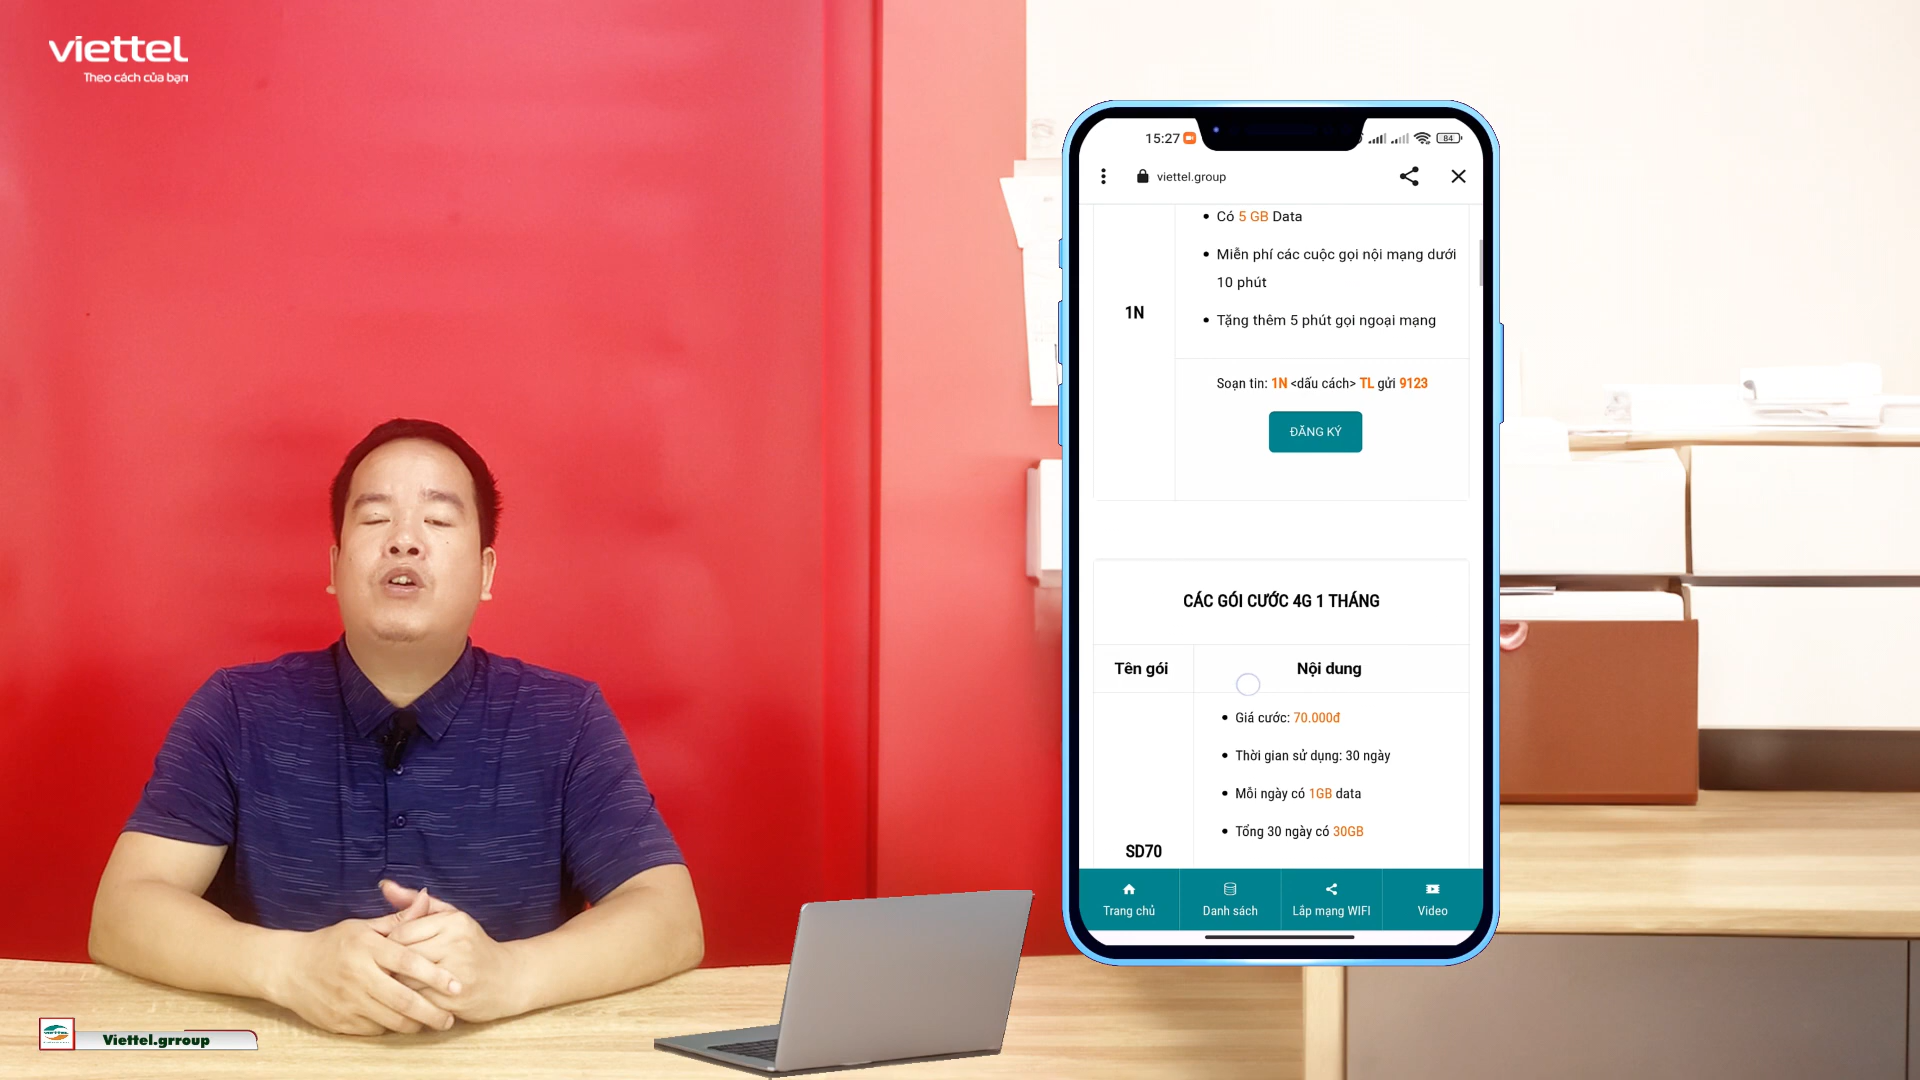 viettel
Theo cách của bạn
15:27
84
viettel.group
Có 5 GB Data
Miễn phí các cuộc gọi nội mạng dưới
10 phút
1N
Tặng thêm 5 phút gọi ngoại mạng
Soạn tin: 1N <dấu cách> TL gửi 9123
ĐĂNG KÝ
CÁC GÓI CƯỚC 4G 1 THÁNG
Tên gói Nội dung
Giá cước: 70.000đ
Thời gian sử dụng: 30 ngày
Mỗi ngày có 1GB data
Tổng 30 ngày có 30GB
SD70
Trang chủ Danh sách Lắp mạng WIFI Video
Viettel.grroup